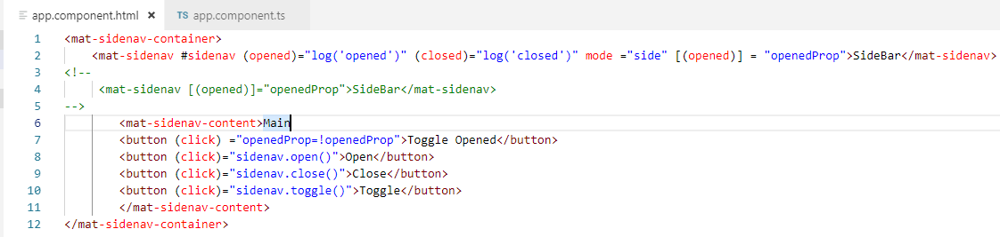 app.component.html × TS app.component.ts
1 <mat-sidenav-container>
2 <mat-sidenav #sidenav (opened)="log('opened')" (closed)="log('closed')" mode ="side" [(opened)] = "openedProp">SideBar</mat-sidenav>
3 <!--
4 <mat-sidenav [(opened)]="openedProp">SideBar</mat-sidenav>
5 -->
6 <mat-sidenav-content>Main
7 <button (click) ="openedProp=!openedProp">Toggle Opened</button>
8 <button (click)="sidenav.open()">Open</button>
9 <button (click)="sidenav.close()">Close</button>
10 <button (click)="sidenav.toggle()">Toggle</button>
11 </mat-sidenav-content>
12 </mat-sidenav-container>